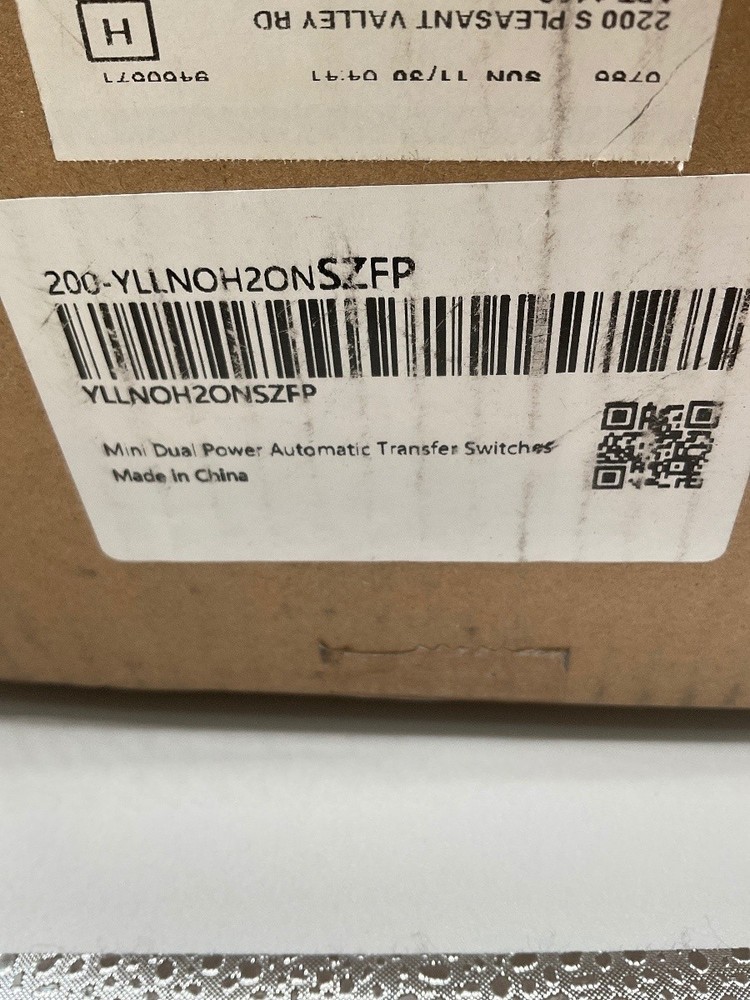 H
2200 S PLEASANT VALLEY RD
9400671
SUN 11/30 04:41
200-YLLNOH2ONSZFP
YLLNOH2ONSZFP
Mini Dual Power Automatic Transfer Switches
Made in China